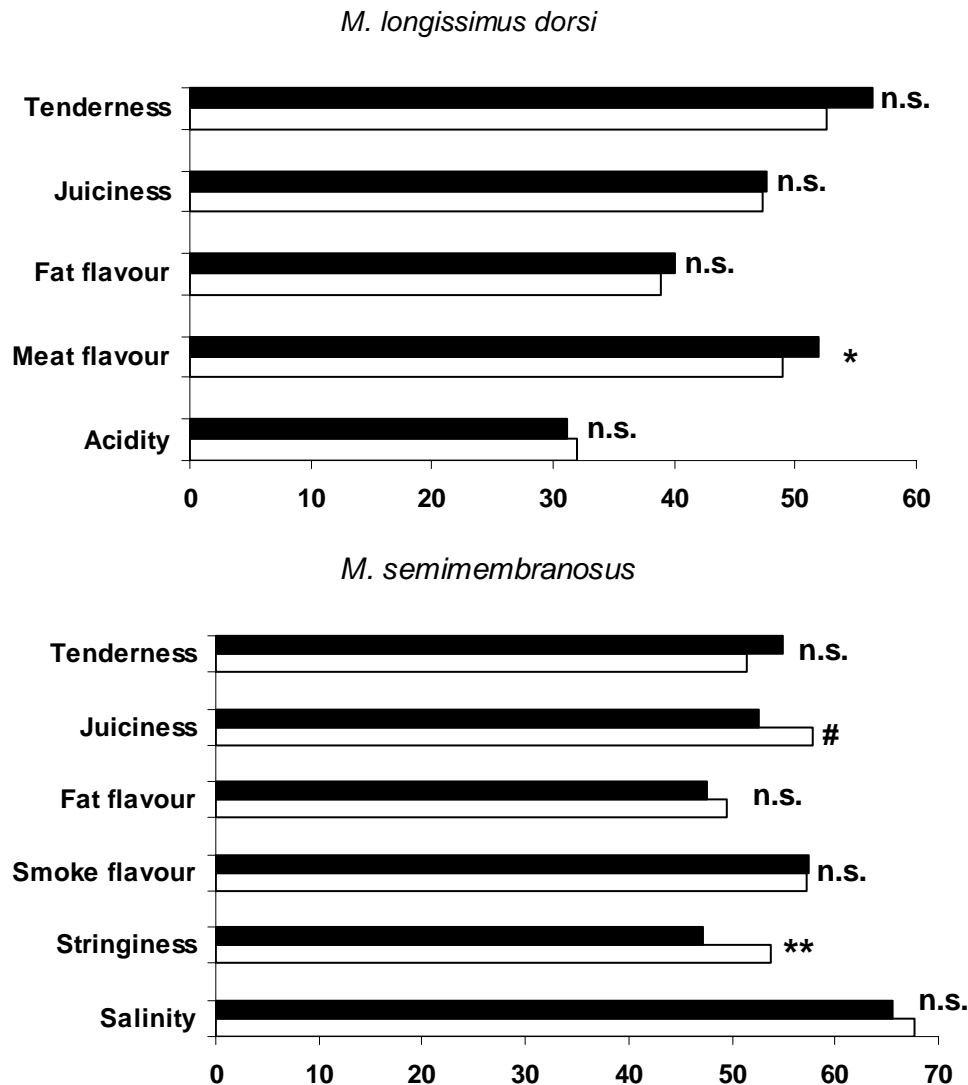 M. longissimus dorsi
Tenderness n.s.
Juiciness n.s.
Fat flavour n.s.
Meat flavour *
Acidity n.s.
0 10 20 30 40 50 60
M. semimembranosus
Tenderness n.s.
Juiciness #
Fat flavour n.s.
Smoke flavour n.s.
Stringiness **
Salinity n.s.
0 10 20 30 40 50 60 70